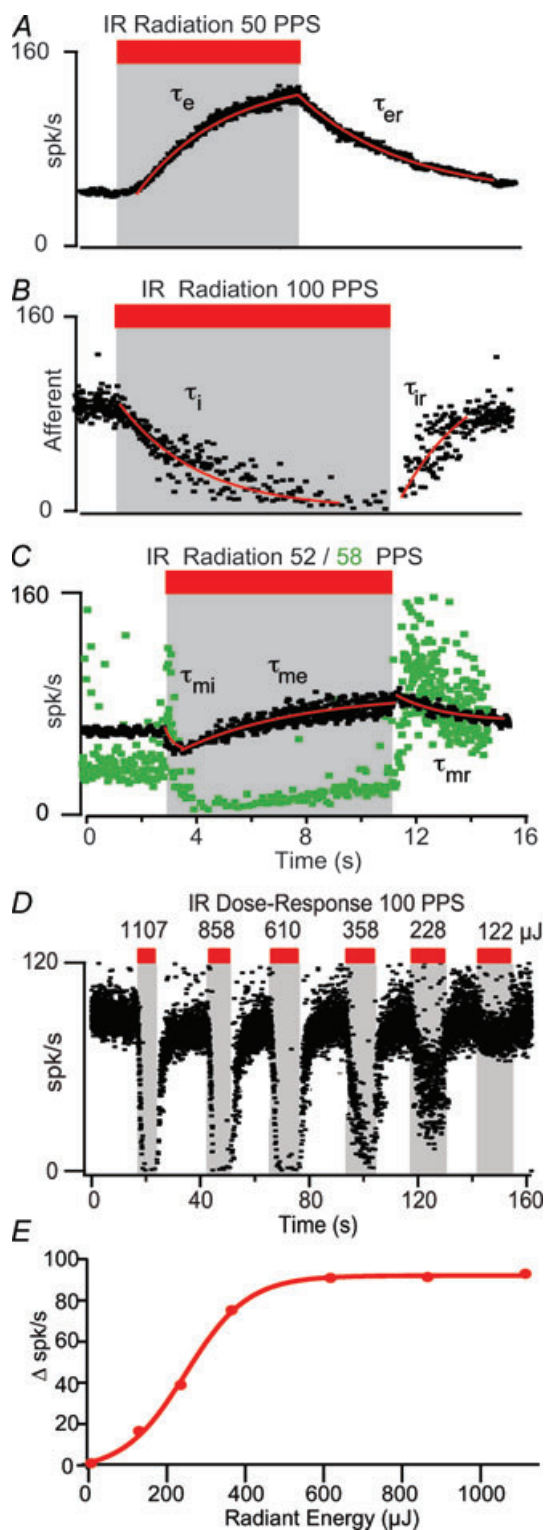 A IR Radiation 50 PPS
160
τe
τer
spk/s
0
B IR Radiation 100 PPS
160
τi
τir
Afferent
0
C IR Radiation 52 / 58 PPS
160
τmi
τme
spk/s
τmr
0
0 4 8 12 16
Time (s)
D IR Dose-Response 100 PPS
1107 858 610 358 228 122 µJ
120
spk/s
0
0 40 80 120 160
Time (s)
E
100
80
60
40
20
0
Δ spk/s
0 200 400 600 800 1000
Radiant Energy (µJ)